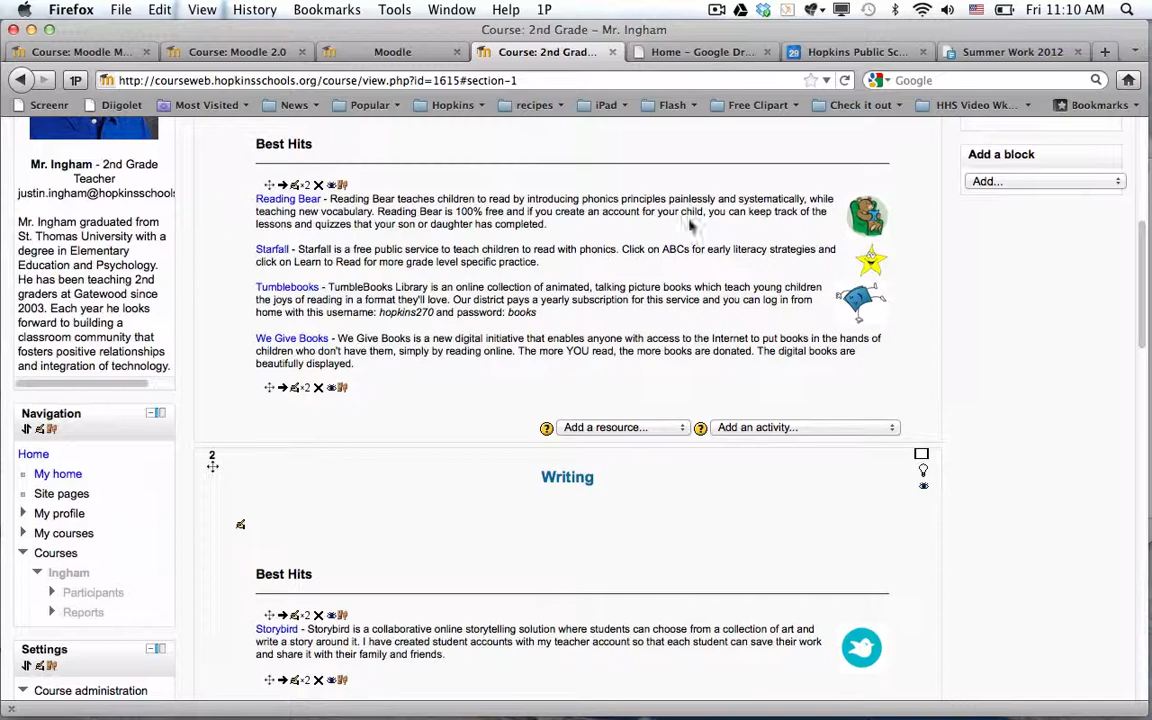 Firefox File Edit View History Bookmarks Tools Window Help 1P Fri 11:10 AM
Course: 2nd Grade – Mr. Ingham
Course: Moodle M... Course: Moodle 2.0 Moodle Course: 2nd Grad... Home – Google Dr... 29 Hopkins Public Sc... Summer Work 2012
1P http://courseweb.hopkinsschools.org/course/view.php?id=1615#section-1 Google
Screenr Diigolet Most Visited News Popular Hopkins recipes iPad Flash Free Clipart Check it out HHS Video Wk... Bookmarks
Mr. Ingham - 2nd Grade
Teacher
justin.ingham@hopkinsschools
Mr. Ingham graduated from
St. Thomas University with a
degree in Elementary
Education and Psychology.
He has been teaching 2nd
graders at Gatewood since
2003. Each year he looks
forward to building a
classroom community that
fosters positive relationships
and integration of technology.
Navigation
Home
My home
Site pages
My profile
My courses
Courses
Ingham
Participants
Reports
Settings
Course administration
Best Hits
×2
Reading Bear - Reading Bear teaches children to read by introducing phonics principles painlessly and systematically, while
teaching new vocabulary. Reading Bear is 100% free and if you create an account for your child, you can keep track of the
lessons and quizzes that your son or daughter has completed.
Starfall - Starfall is a free public service to teach children to read with phonics. Click on ABCs for early literacy strategies and
click on Learn to Read for more grade level specific practice.
Tumblebooks - TumbleBooks Library is an online collection of animated, talking picture books which teach young children
the joys of reading in a format they'll love. Our district pays a yearly subscription for this service and you can log in from
home with this username: hopkins270 and password: books
We Give Books - We Give Books is a new digital initiative that enables anyone with access to the Internet to put books in the hands of
children who don't have them, simply by reading online. The more YOU read, the more books are donated. The digital books are
beautifully displayed.
×2
? Add a resource... ? Add an activity...
2
Writing
Best Hits
×2
Storybird - Storybird is a collaborative online storytelling solution where students can choose from a collection of art and
write a story around it. I have created student accounts with my teacher account so that each student can save their work
and share it with their family and friends.
×2
Add a block
Add...